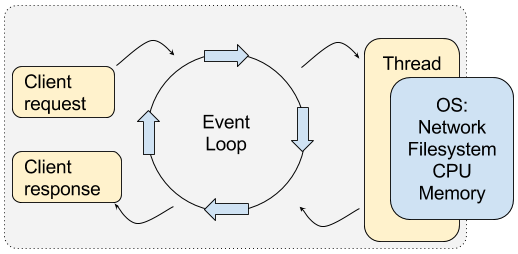 Client
request
Client
response
Event
Loop
Thread
OS:
Network
Filesystem
CPU
Memory